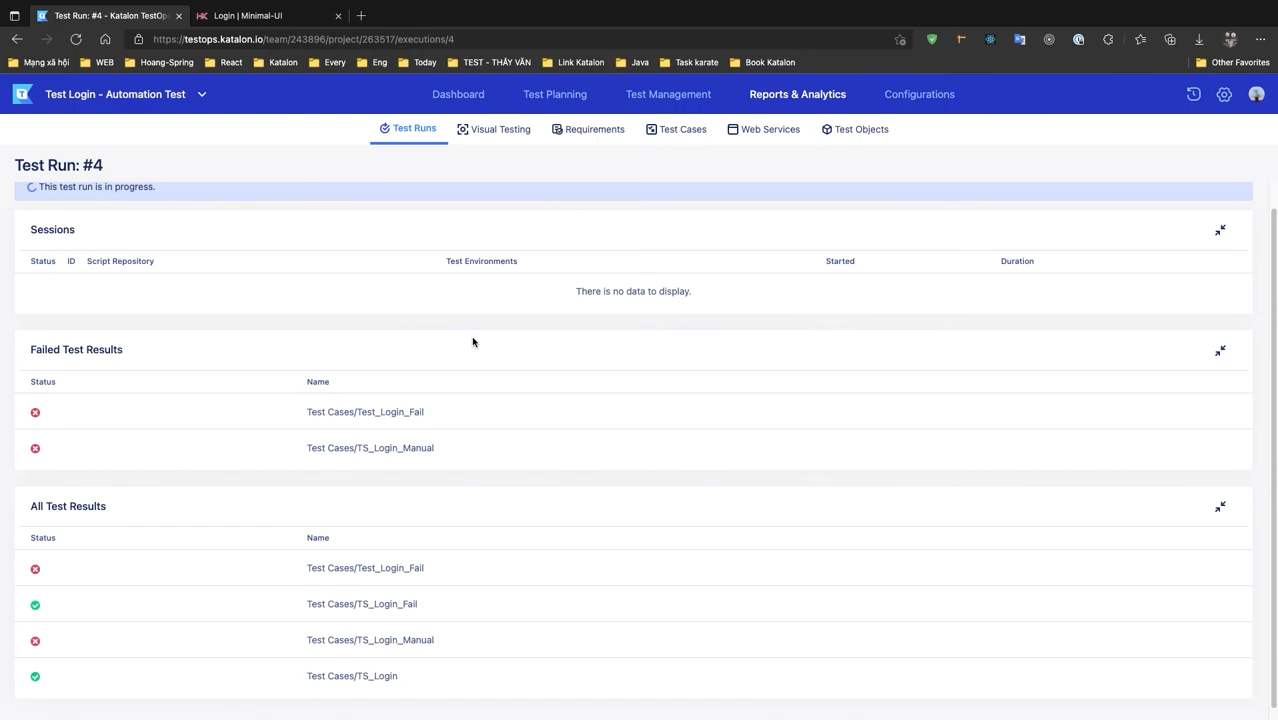 Test Run: #4 - Katalon TestOp
Login | Minimal-UI
https://testops.katalon.io/team/243896/project/263517/executions/4
Mạng xã hội WEB Hoang-Spring React Katalon Every Eng Today TEST - THẦY VĂN Link Katalon Java Task karate Book Katalon Other Favorites
Test Login - Automation Test Dashboard Test Planning Test Management Reports & Analytics Configurations
Test Runs Visual Testing Requirements Test Cases Web Services Test Objects
Test Run: #4
This test run is in progress.
Sessions
Status ID Script Repository Test Environments Started Duration
There is no data to display.
Failed Test Results
Status Name
Test Cases/Test_Login_Fail
Test Cases/TS_Login_Manual
All Test Results
Status Name
Test Cases/Test_Login_Fail
Test Cases/TS_Login_Fail
Test Cases/TS_Login_Manual
Test Cases/TS_Login